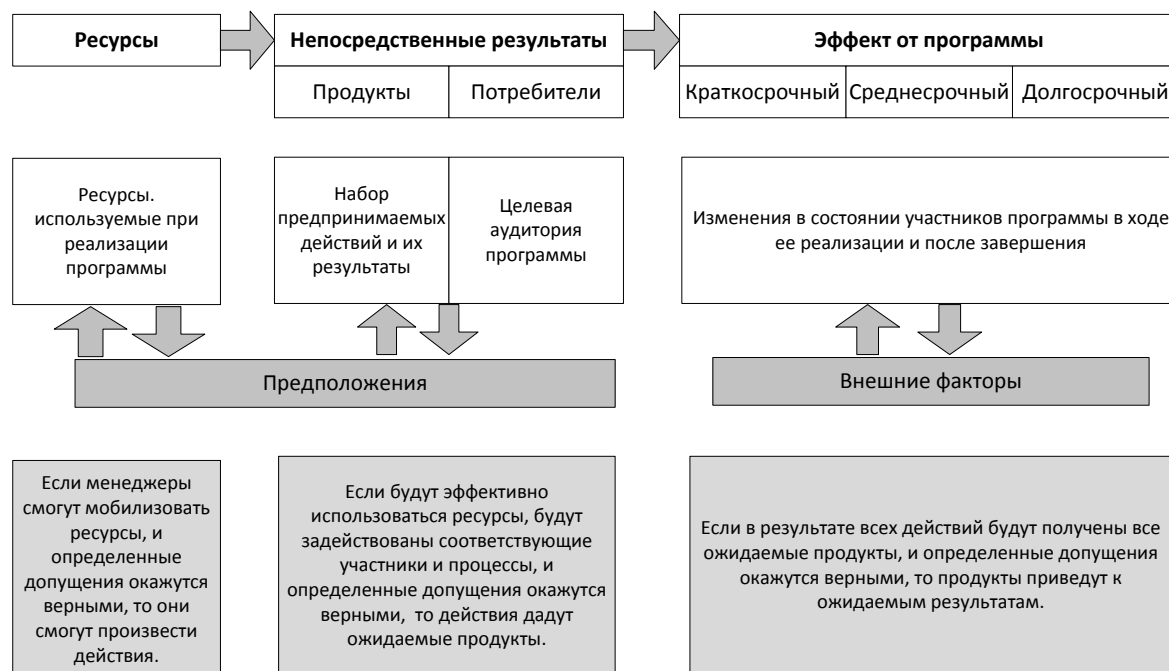 Ресурсы
Непосредственные результаты
Эффект от программы
Продукты
Потребители
Краткосрочный
Среднесрочный
Долгосрочный
Ресурсы.
используемые при
реализации
программы
Набор
предпринимаемых
действий и их
результаты
Целевая
аудитория
программы
Изменения в состоянии участников программы в ходе
ее реализации и после завершения
Предположения
Внешние факторы
Если менеджеры
смогут мобилизовать
ресурсы, и
определенные
допущения окажутся
верными, то они
смогут произвести
действия.
Если будут эффективно
использоваться ресурсы, будут
задействованы соответствующие
участники и процессы, и
определенные допущения окажутся
верными, то действия дадут
ожидаемые продукты.
Если в результате всех действий будут получены все
ожидаемые продукты, и определенные допущения
окажутся верными, то продукты приведут к
ожидаемым результатам.